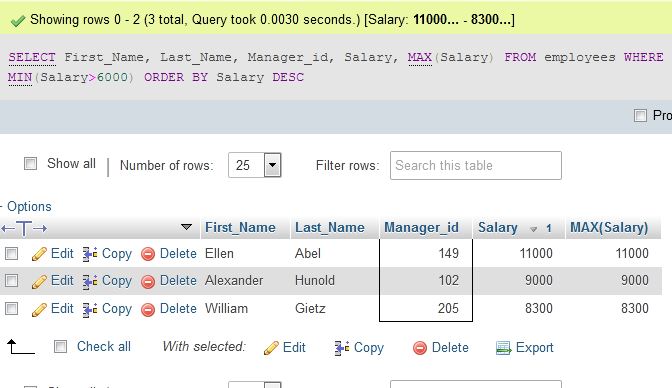 Showing rows 0 - 2 (3 total, Query took 0.0030 seconds.) [Salary: 11000... - 8300...]
SELECT First_Name, Last_Name, Manager_id, Salary, MAX(Salary) FROM employees WHERE
MIN(Salary>6000) ORDER BY Salary DESC
Pro
Show all | Number of rows: 25 Filter rows: Search this table
- Options
First_Name Last_Name Manager_id Salary 1 MAX(Salary)
Edit Copy Delete Ellen Abel 149 11000 11000
Edit Copy Delete Alexander Hunold 102 9000 9000
Edit Copy Delete William Gietz 205 8300 8300
Check all With selected: Edit Copy Delete Export